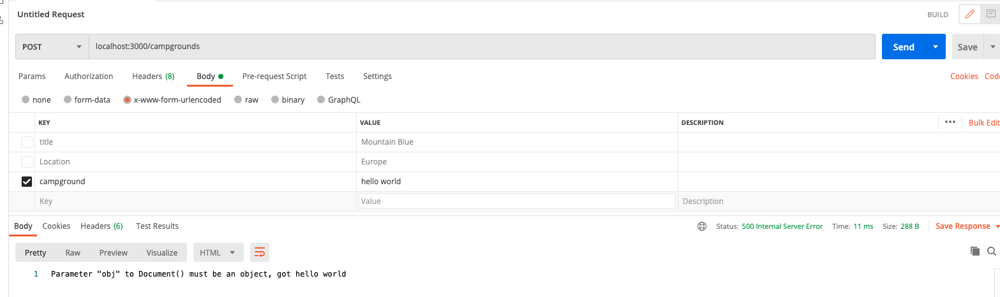 Untitled Request
BUILD
POST
localhost:3000/campgrounds
Send
Save
Params Authorization Headers (8) Body Pre-request Script Tests Settings
Cookies Code
none form-data x-www-form-urlencoded raw binary GraphQL
KEY VALUE DESCRIPTION ••• Bulk Edit
title Mountain Blue
Location Europe
campground hello world
Key Value Description
Body Cookies Headers (6) Test Results
Status: 500 Internal Server Error Time: 11 ms Size: 288 B Save Response
Pretty Raw Preview Visualize HTML
1 Parameter "obj" to Document() must be an object, got hello world